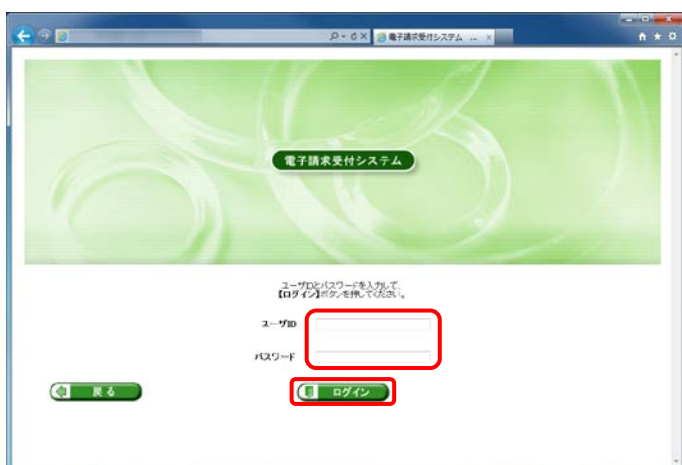 電子請求受付システム ...
電子請求受付システム
ユーザIDとパスワードを入力して、
【ログイン】ボタンを押してください。
ユーザID
パスワード
戻る
ログイン